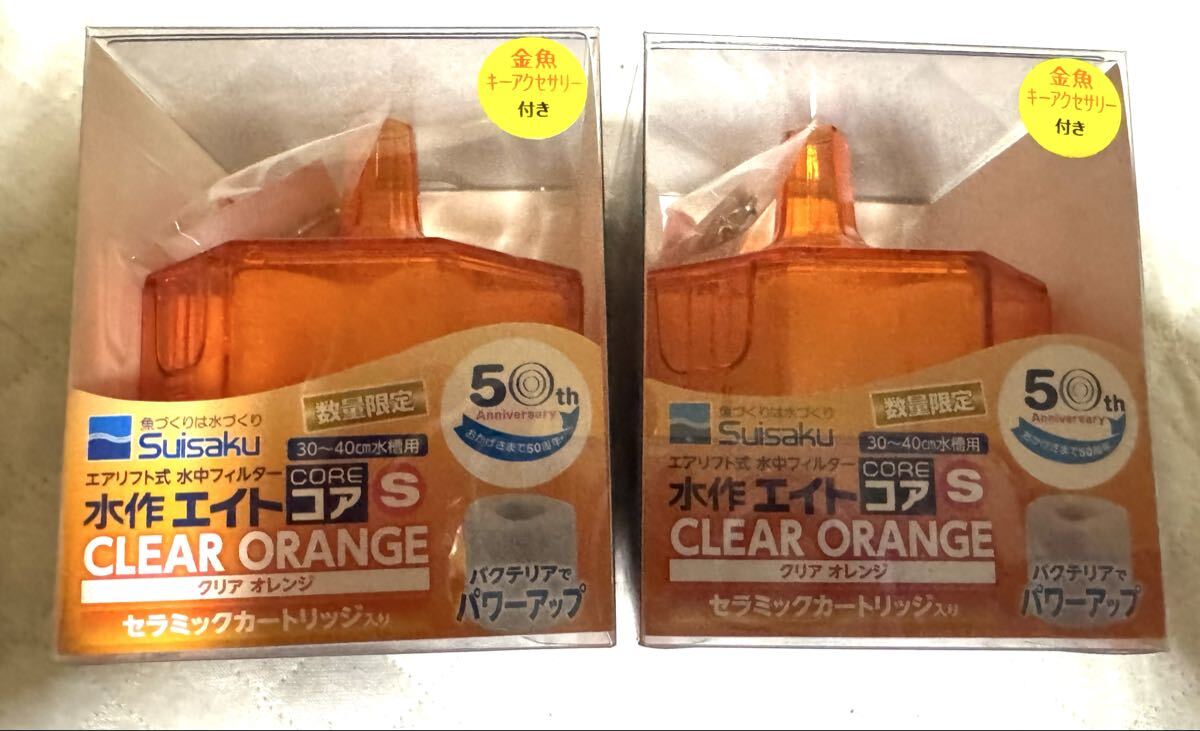 金魚
キーアクセサリー
付き
魚づくりは水づくり
Suisaku
数量限定
50th
Anniversary
おかげさまで50周年
30～40cm水槽用
エアリフト式 水中フィルター
水作 エイト CORE コア S
CLEAR ORANGE
クリア オレンジ
セラミックカートリッジ入り
バクテリアで
パワーアップ
金魚
キーアクセサリー
付き
魚づくりは水づくり
Suisaku
数量限定
50th
Anniversary
おかげさまで50周年
30～40cm水槽用
エアリフト式 水中フィルター
水作 エイト CORE コア S
CLEAR ORANGE
クリア オレンジ
セラミックカートリッジ入り
バクテリアで
パワーアップ